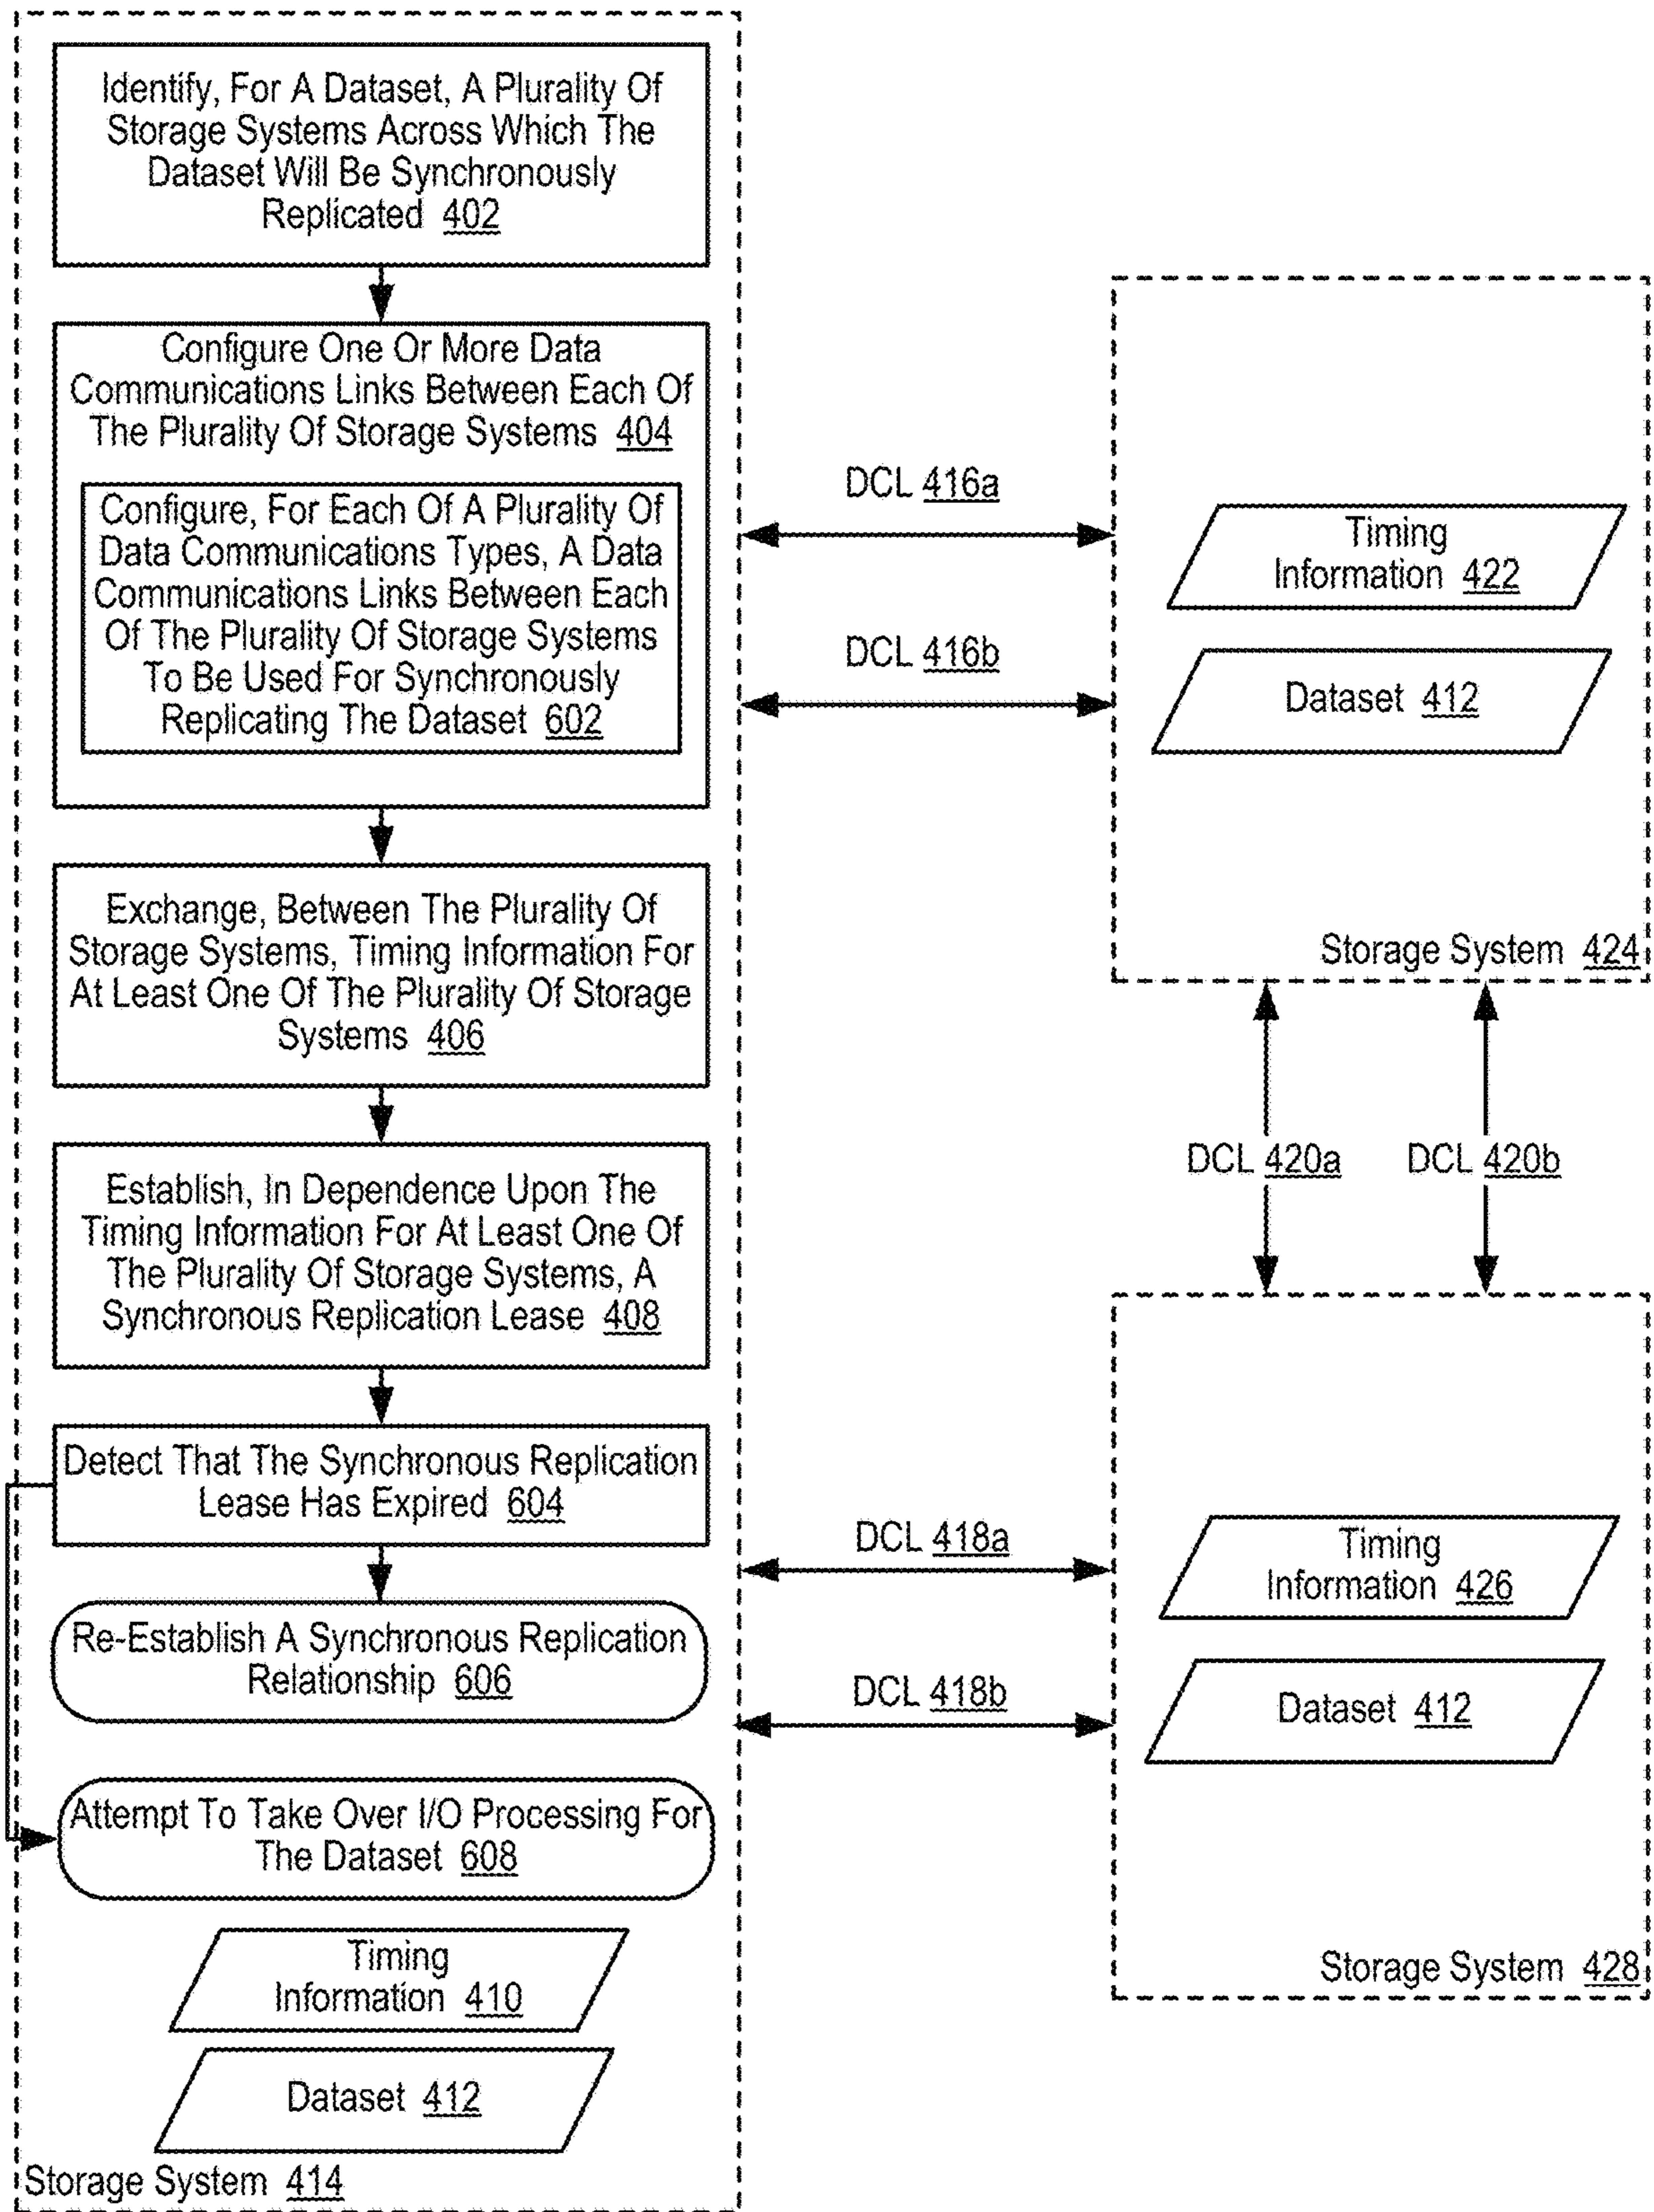 Identify, For A Dataset, A Plurality Of
Storage Systems Across Which The
Dataset Will Be Synchronously
Replicated 402
Configure One Or More Data
Communications Links Between Each Of
The Plurality Of Storage Systems 404
Configure, For Each Of A Plurality Of
Data Communications Types, A Data
Communications Links Between Each
Of The Plurality Of Storage Systems
To Be Used For Synchronously
Replicating The Dataset 602
Exchange, Between The Plurality Of
Storage Systems, Timing Information For
At Least One Of The Plurality Of Storage
Systems 406
Establish, In Dependence Upon The
Timing Information For At Least One Of
The Plurality Of Storage Systems, A
Synchronous Replication Lease 408
Detect That The Synchronous Replication
Lease Has Expired 604
Re-Establish A Synchronous Replication
Relationship 606
Attempt To Take Over I/O Processing For
The Dataset 608
Timing
Information 410
Dataset 412
Storage System 414
DCL 416a
DCL 416b
Timing
Information 422
Dataset 412
Storage System 424
DCL 420a
DCL 420b
DCL 418a
DCL 418b
Timing
Information 426
Dataset 412
Storage System 428